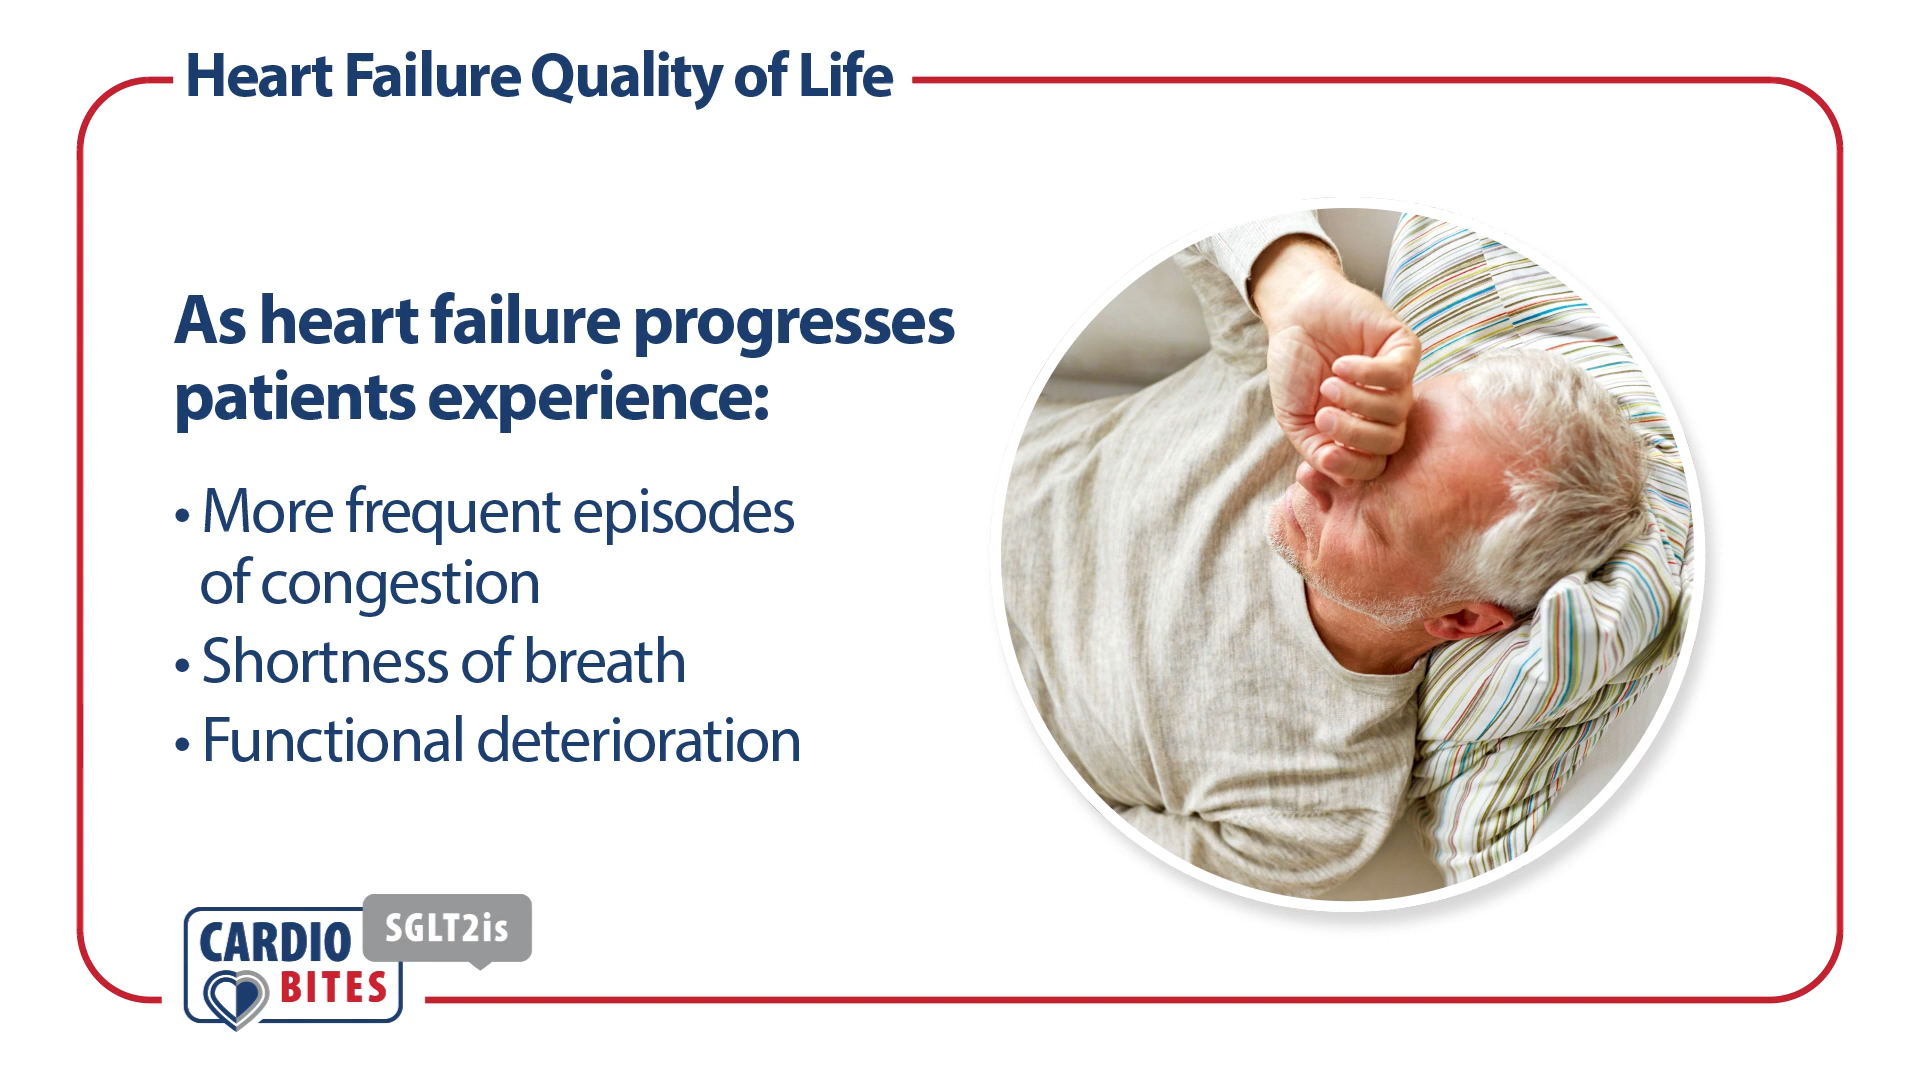 Heart Failure Quality of Life
As heart failure progresses
patients experience:
• More frequent episodes
of congestion
• Shortness of breath
• Functional deterioration
SGLT2is
CARDIO
BITES